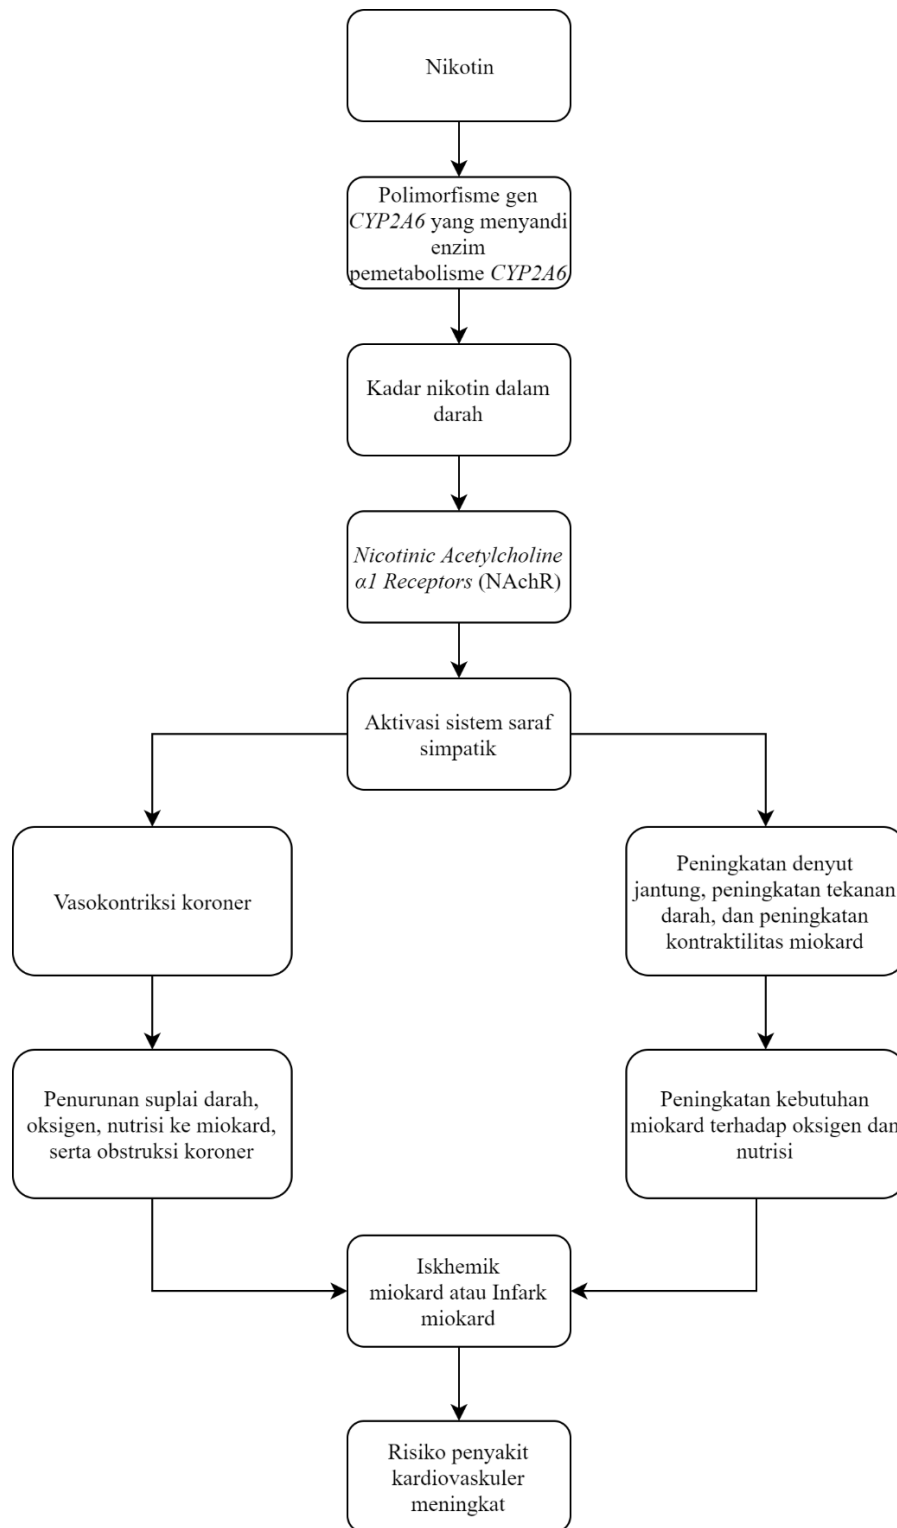 Nikotin
Polimorfisme gen
CYP2A6 yang menyandi
enzim
pemetabolisme CYP2A6
Kadar nikotin dalam
darah
Nicotinic Acetylcholine
α1 Receptors (NAchR)
Aktivasi sistem saraf
simpatik
Vasokontriksi koroner
Peningkatan denyut
jantung, peningkatan tekanan
darah, dan peningkatan
kontraktilitas miokard
Penurunan suplai darah,
oksigen, nutrisi ke miokard,
serta obstruksi koroner
Peningkatan kebutuhan
miokard terhadap oksigen dan
nutrisi
Iskhemik
miokard atau Infark
miokard
Risiko penyakit
kardiovaskuler
meningkat